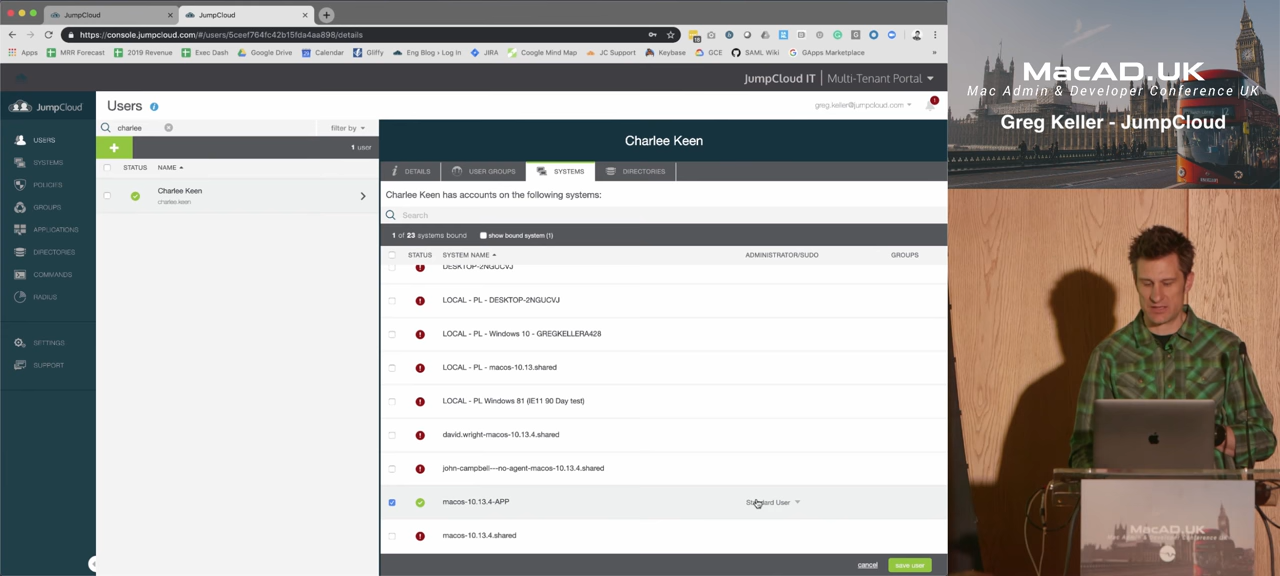 JumpCloud
JumpCloud
https://console.jumpcloud.com/#/users/5ceef764fc42b15fda4aa898/details
Apps
MRR Forecast
2019 Revenue
Exec Dash
Google Drive
Calendar
Gliffy
Eng Blog › Log In
JIRA
Google Mind Map
JC Support
Keybase
GCE
SAML Wiki
GApps Marketplace
»
JumpCloud IT | Multi-Tenant Portal
JumpCloud
USERS
SYSTEMS
POLICIES
GROUPS
APPLICATIONS
DIRECTORIES
COMMANDS
RADIUS
SETTINGS
SUPPORT
Users
greg.keller@jumpcloud.com
charlee
filter by
+
1 user
STATUS NAME
Charlee Keen
charlee.keen
Charlee Keen
DETAILS
USER GROUPS
SYSTEMS
DIRECTORIES
Charlee Keen has accounts on the following systems:
Search
1 of 23 systems bound
show bound system (1)
STATUS SYSTEM NAME ADMINISTRATOR/SUDO GROUPS
DESKTOP-2NGUCVJ
LOCAL - PL - DESKTOP-2NGUCVJ
LOCAL - PL - Windows 10 - GREGKELLERA428
LOCAL - PL - macos-10.13.shared
LOCAL - PL Windows 81 (IE11 90 Day test)
david.wright-macos-10.13.4.shared
john-campbell---no-agent-macos-10.13.4.shared
macos-10.13.4-APP Standard User
macos-10.13.4.shared
cancel
save user
MacAD.UK
Mac Admin & Developer Conference UK
Greg Keller - JumpCloud
MacAD.UK
Mac Admin & Developer Conference UK